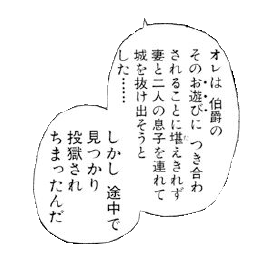 オレは 伯爵の
そのお遊びに つき合わ
されることに堪えきれず
妻と二人の息子を連れて
城を抜け出そうと
した……
しかし 途中で
見つかり
投獄され
ちまったんだ